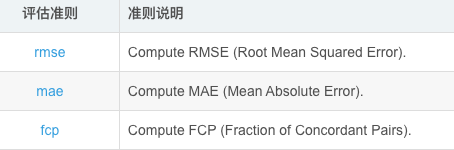 评估准则 准则说明
rmse Compute RMSE (Root Mean Squared Error).
mae Compute MAE (Mean Absolute Error).
fcp Compute FCP (Fraction of Concordant Pairs).